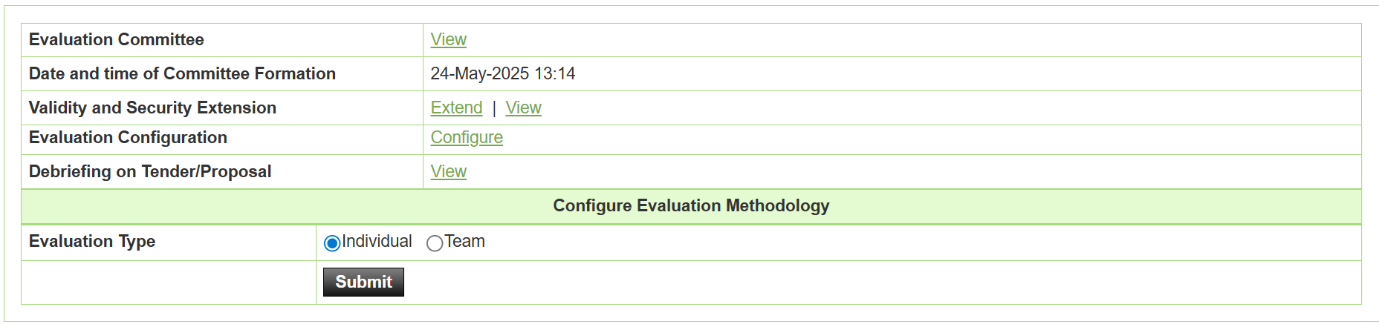 Evaluation Committee View
Date and time of Committee Formation 24-May-2025 13:14
Validity and Security Extension Extend | View
Evaluation Configuration Configure
Debriefing on Tender/Proposal View
Configure Evaluation Methodology
Evaluation Type Individual Team
Submit